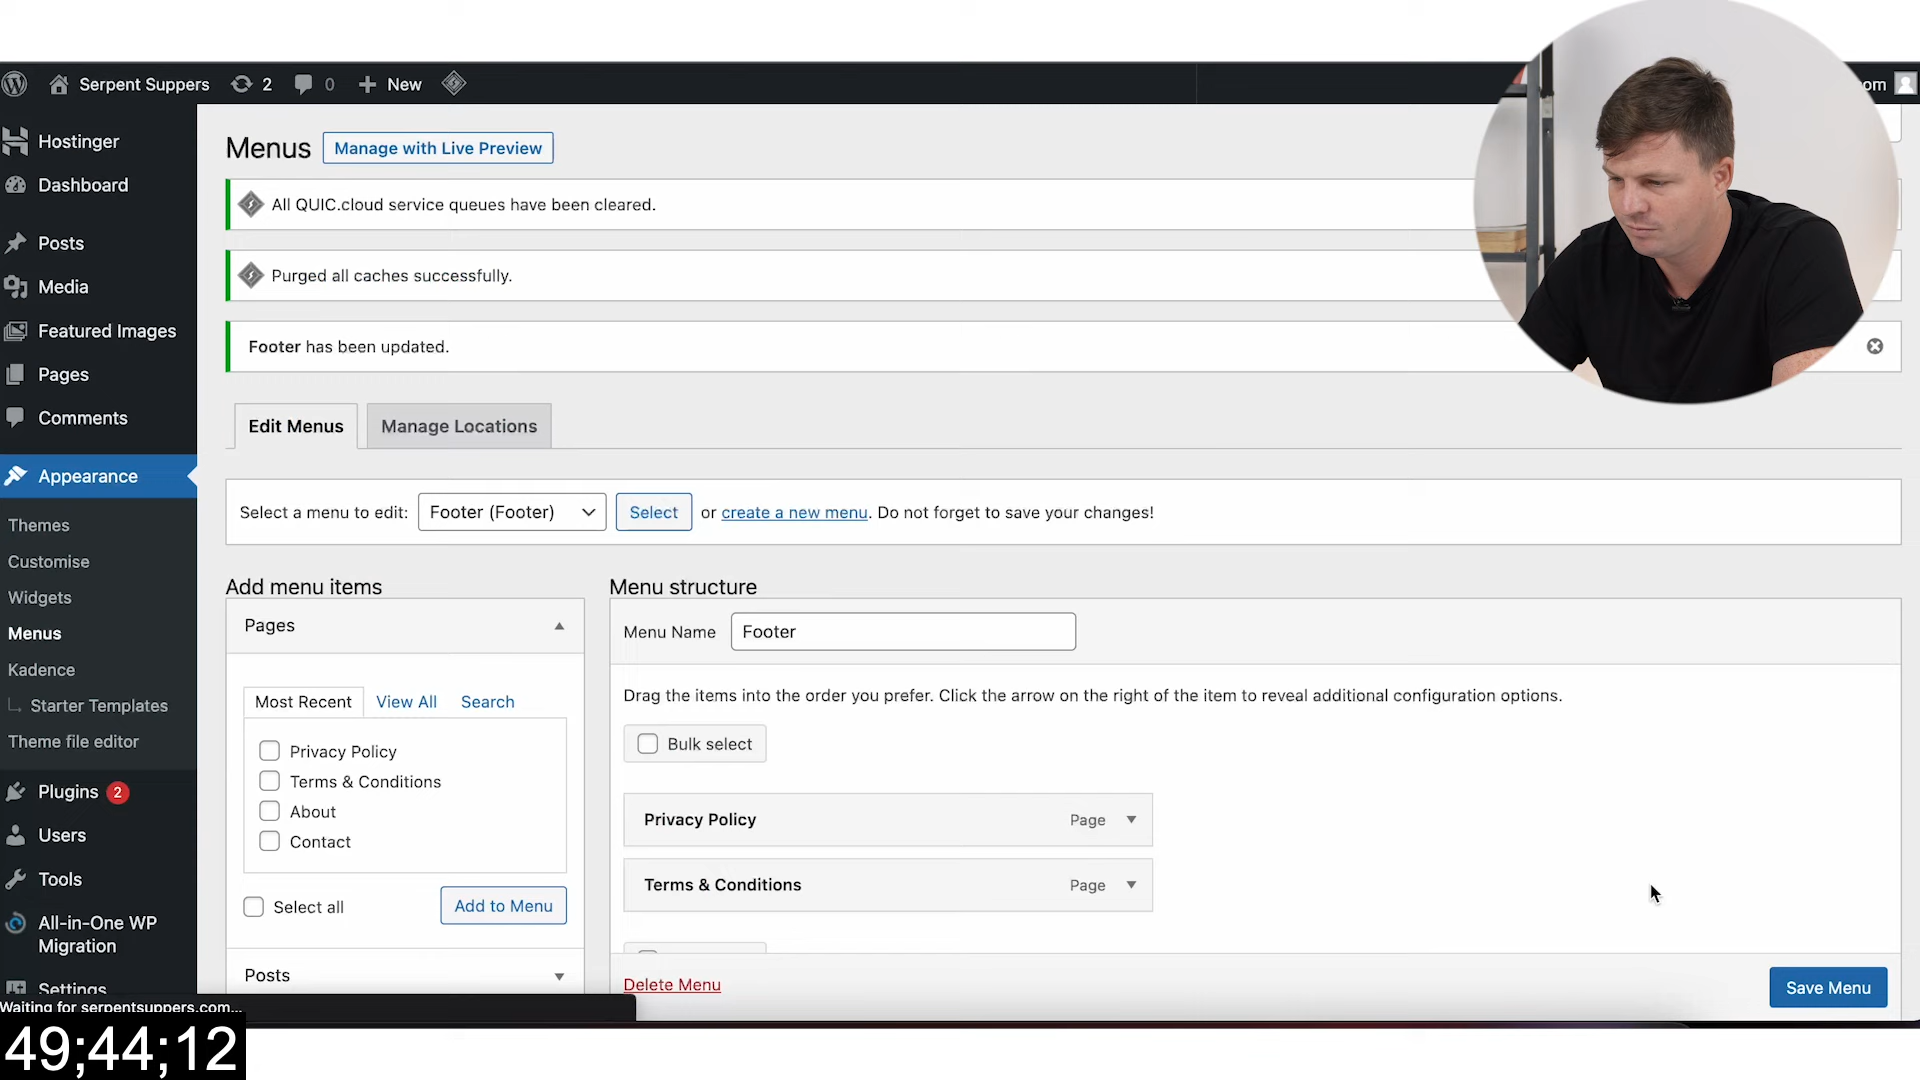 Serpent Suppers
2
0
New
om
Hostinger
Dashboard
Posts
Media
Featured Images
Pages
Comments
Appearance
Themes
Customise
Widgets
Menus
Kadence
Starter Templates
Theme file editor
Plugins 2
Users
Tools
All-in-One WP
Migration
Settings
Waiting for serpentsuppers.com...
49;44;12
Menus
Manage with Live Preview
All QUIC.cloud service queues have been cleared.
Purged all caches successfully.
Footer has been updated.
Edit Menus
Manage Locations
Select a menu to edit: Footer (Footer) Select or create a new menu. Do not forget to save your changes!
Add menu items
Pages
Most Recent View All Search
Privacy Policy
Terms & Conditions
About
Contact
Select all
Add to Menu
Posts
Menu structure
Menu Name Footer
Drag the items into the order you prefer. Click the arrow on the right of the item to reveal additional configuration options.
Bulk select
Privacy Policy Page
Terms & Conditions Page
Delete Menu
Save Menu